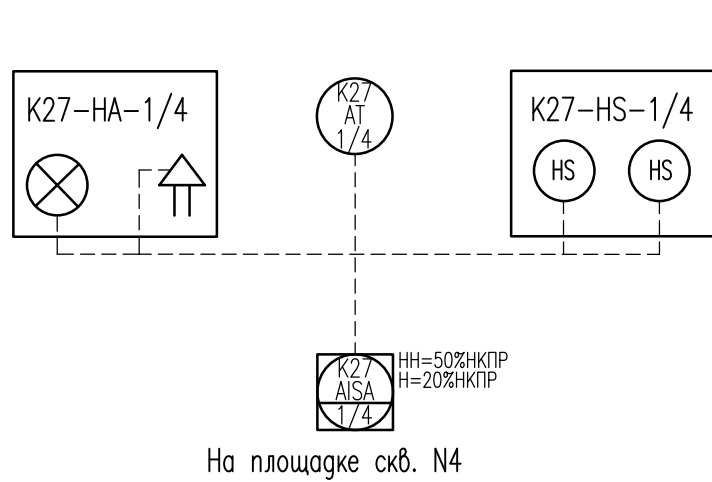 K27-HA-1/4
K27
AT
1/4
K27-HS-1/4
HS
HS
K27
AISA
1/4
HH=50%НКПР
H=20%НКПР
На площадке скв. N4